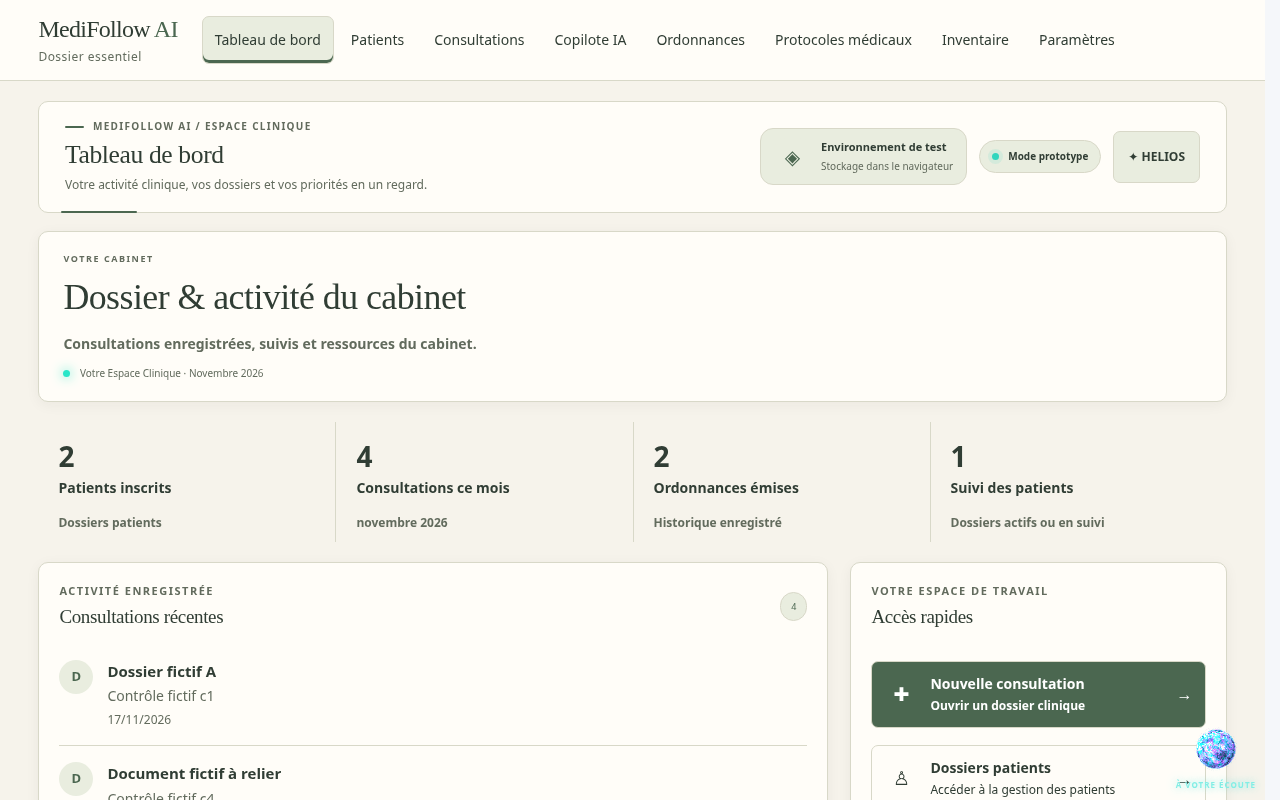 MediFollow AI
Dossier essentiel
Tableau de bord
Patients
Consultations
Copilote IA
Ordonnances
Protocoles médicaux
Inventaire
Paramètres
MEDIFOLLOW AI / ESPACE CLINIQUE
Tableau de bord
Votre activité clinique, vos dossiers et vos priorités en un regard.
Environnement de test
Stockage dans le navigateur
Mode prototype
✦ HELIOS
VOTRE CABINET
Dossier & activité du cabinet
Consultations enregistrées, suivis et ressources du cabinet.
Votre Espace Clinique · Novembre 2026
2
Patients inscrits
Dossiers patients
4
Consultations ce mois
novembre 2026
2
Ordonnances émises
Historique enregistré
1
Suivi des patients
Dossiers actifs ou en suivi
ACTIVITÉ ENREGISTRÉE
Consultations récentes
4
D
Dossier fictif A
Contrôle fictif c1
17/11/2026
D
Document fictif à relier
Contrôle fictif c4
VOTRE ESPACE DE TRAVAIL
Accès rapides
Nouvelle consultation
Ouvrir un dossier clinique
→
Dossiers patients
Accéder à la gestion des patients
→
À VOTRE ÉCOUTE